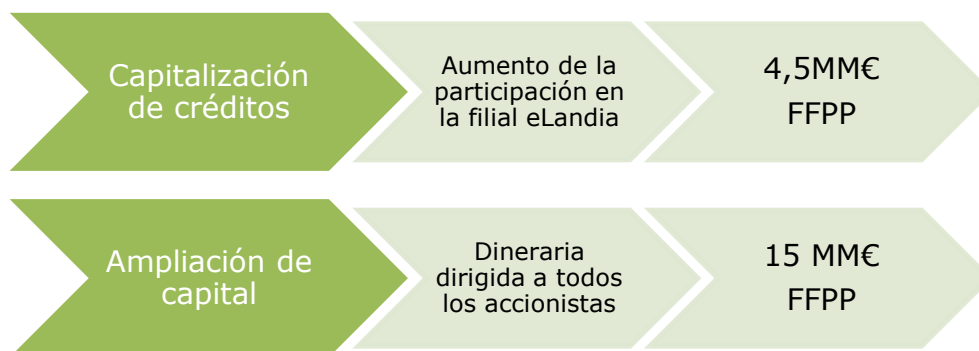 Capitalización
de créditos
Aumento de la
participación en
la filial eLandia
4,5MM€
FFPP
Ampliación de
capital
Dineraria
dirigida a todos
los accionistas
15 MM€
FFPP